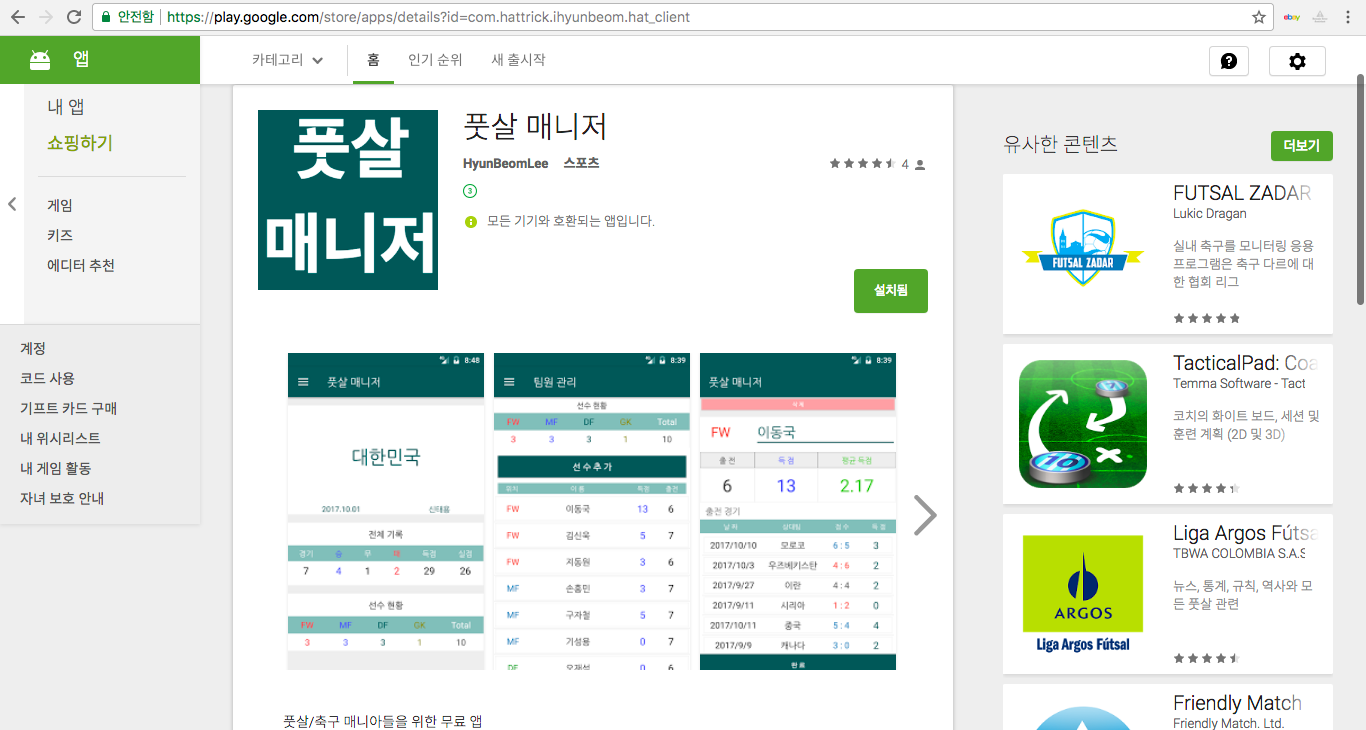 안전함 https://play.google.com/store/apps/details?id=com.hattrick.ihyunbeom.hat_client
ebay
앱
카테고리 홈 인기 순위 새 출시작
내 앱
쇼핑하기
게임
키즈
에디터 추천
계정
코드 사용
기프트 카드 구매
내 위시리스트
내 게임 활동
자녀 보호 안내
풋살
매니저
풋살 매니저
HyunBeomLee 스포츠
4
3
모든 기기와 호환되는 앱입니다.
설치됨
8:48
풋살 매니저
대한민국
2017.10.01 신태용
전체 기록
경기 승 무 패 득점 실점
7 4 1 2 29 26
선수 현황
FW MF DF GK Total
3 3 3 1 10
8:39
팀원 관리
선수 현황
FW MF DF GK Total
3 3 3 1 10
선수추가
위치 이름 득점 출전
FW 이동국 13 6
FW 김신욱 5 7
FW 지동원 3 6
MF 손흥민 3 7
MF 구자철 5 7
MF 기성용 0 7
DF 오재석 0 6
8:39
풋살 매니저
삭제
FW 이동국
출전 득점 평균득점
6 13 2.17
출전 경기
날짜 상대팀 점수 득점
2017/10/10 모로코 6 : 5 3
2017/10/3 우즈베키스탄 4 : 6 2
2017/9/27 이란 4 : 4 2
2017/9/11 시리아 1 : 2 0
2017/10/11 중국 5 : 4 4
2017/9/9 캐나다 3 : 0 2
완료
풋살/축구 매니아들을 위한 무료 앱
유사한 콘텐츠 더보기
FUTSAL ZADAR
FUTSAL ZADAR
Lukic Dragan
실내 축구를 모니터링 응용
프로그램은 축구 다르에 대
한 협회 리그
TacticalPad: Coa
Temma Software - Tact
코치의 화이트 보드, 세션 및
훈련 계획 (2D 및 3D)
10
Liga Argos Fútsa
TBWA COLOMBIA S.A.S
뉴스, 통계, 규칙, 역사와 모
든 풋살 관련
ARGOS
Liga Argos Fútsal
Friendly Match
Friendly Match. Ltd.